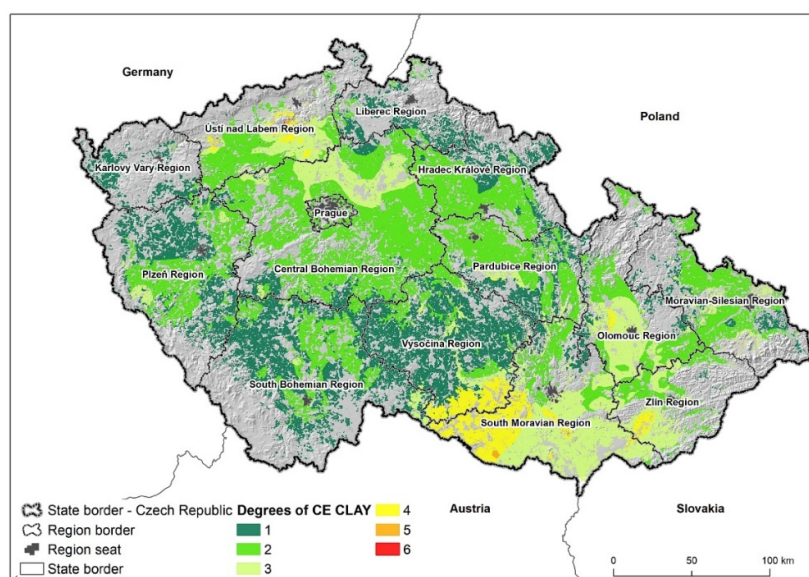 Germany
Poland
Liberec Region
Ústí nad Labem Region
Karlovy Vary Region
Hradec Králové Region
Prague
Plzeň Region
Central Bohemian Region
Pardubice Region
Moravian-Silesian Region
Olomouc Region
Vysočina Region
South Bohemian Region
Zlín Region
South Moravian Region
Austria
Slovakia
State border - Czech Republic
Region border
Region seat
State border
Degrees of CE CLAY
1
2
3
4
5
6
0 50 100 km